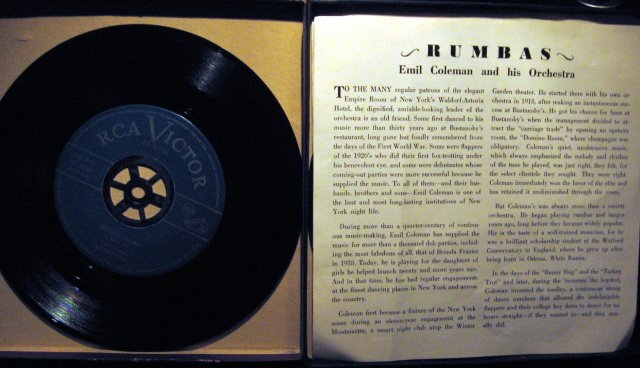 RCA VICTOR
RUMBAS
Emil Coleman and his Orchestra
TO THE MANY regular patrons of the elegant
Empire Room of New York's Waldorf-Astoria
Hotel, the dignified, amiable-looking leader of the
orchestra is an old friend. Some first danced to his
music more than thirty years ago at Bustanoby's
restaurant, long gone but fondly remembered from
the days of the First World War. Some were flappers
of the 1920's who did their first fox-trotting under
his benevolent eye, and some were debutantes whose
coming-out parties were more successful because he
supplied the music. To all of them—and their hus-
bands, brothers and sons—Emil Coleman is one of
the best and most long-lasting institutions of New
York night life.
During more than a quarter-century of continu-
ous music-making, Emil Coleman has supplied the
music for more than a thousand deb parties, includ-
ing the most fabulous of all, that of Brenda Frazier
in 1938. Today, he is playing for the daughters of
girls he helped launch twenty and more years ago.
And in that time, he has had regular engagements
at the finest dancing places in New York and across
the country.
Coleman first became a fixture of the New York
scene during an eleven-year engagement at the
Montmartre, a smart night club atop the Winter
Garden theater. He started there with his own or-
chestra in 1918, after making an instantaneous suc-
cess at Bustanoby's. He got his chance for fame at
Bustanoby's when the management decided to at-
tract the "carriage trade" by opening an upstairs
room, the "Domino Room," where champagne was
obligatory. Coleman's quiet, unobtrusive music,
which always emphasized the melody and rhythm
of the tune he played, was just right, they felt, for
the select clientele they sought. They were right.
Coleman immediately won the favor of the elite and
has retained it undiminished through the years.
But Coleman's was always more than a society
orchestra. He began playing rumbas and tangos
years ago, long before they became widely popular.
His is the taste of a well-trained musician, for he
was a brilliant scholarship student at the Watford
Conservatory in England, where he grew up after
being born in Odessa, White Russia.
In the days of the "Bunny Hug" and the "Turkey
Trot" and later, during the 'twenties, the
Coleman invented the medley, a continuous string
of dance numbers that allowed the indefatigable
flappers and their college boy dates to dance for
hours straight—if they wanted to—and they usu-
ally did.